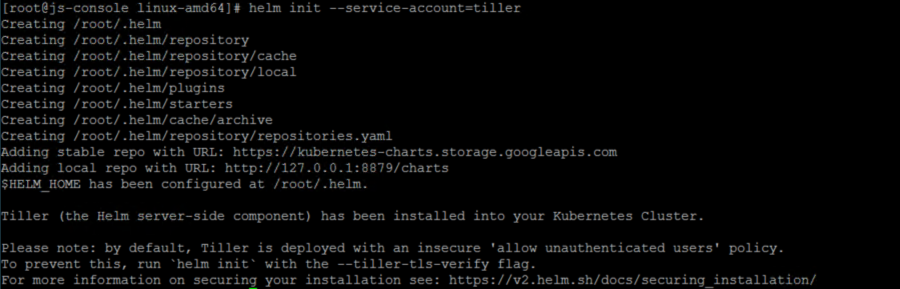 [root@js-console linux-amd64]# helm init --service-account=tiller
Creating /root/.helm
Creating /root/.helm/repository
Creating /root/.helm/repository/cache
Creating /root/.helm/repository/local
Creating /root/.helm/plugins
Creating /root/.helm/starters
Creating /root/.helm/cache/archive
Creating /root/.helm/repository/repositories.yaml
Adding stable repo with URL: https://kubernetes-charts.storage.googleapis.com
Adding local repo with URL: http://127.0.0.1:8879/charts
$HELM_HOME has been configured at /root/.helm.
Tiller (the Helm server-side component) has been installed into your Kubernetes Cluster.
Please note: by default, Tiller is deployed with an insecure 'allow unauthenticated users' policy.
To prevent this, run `helm init` with the --tiller-tls-verify flag.
For more information on securing your installation see: https://v2.helm.sh/docs/securing_installation/